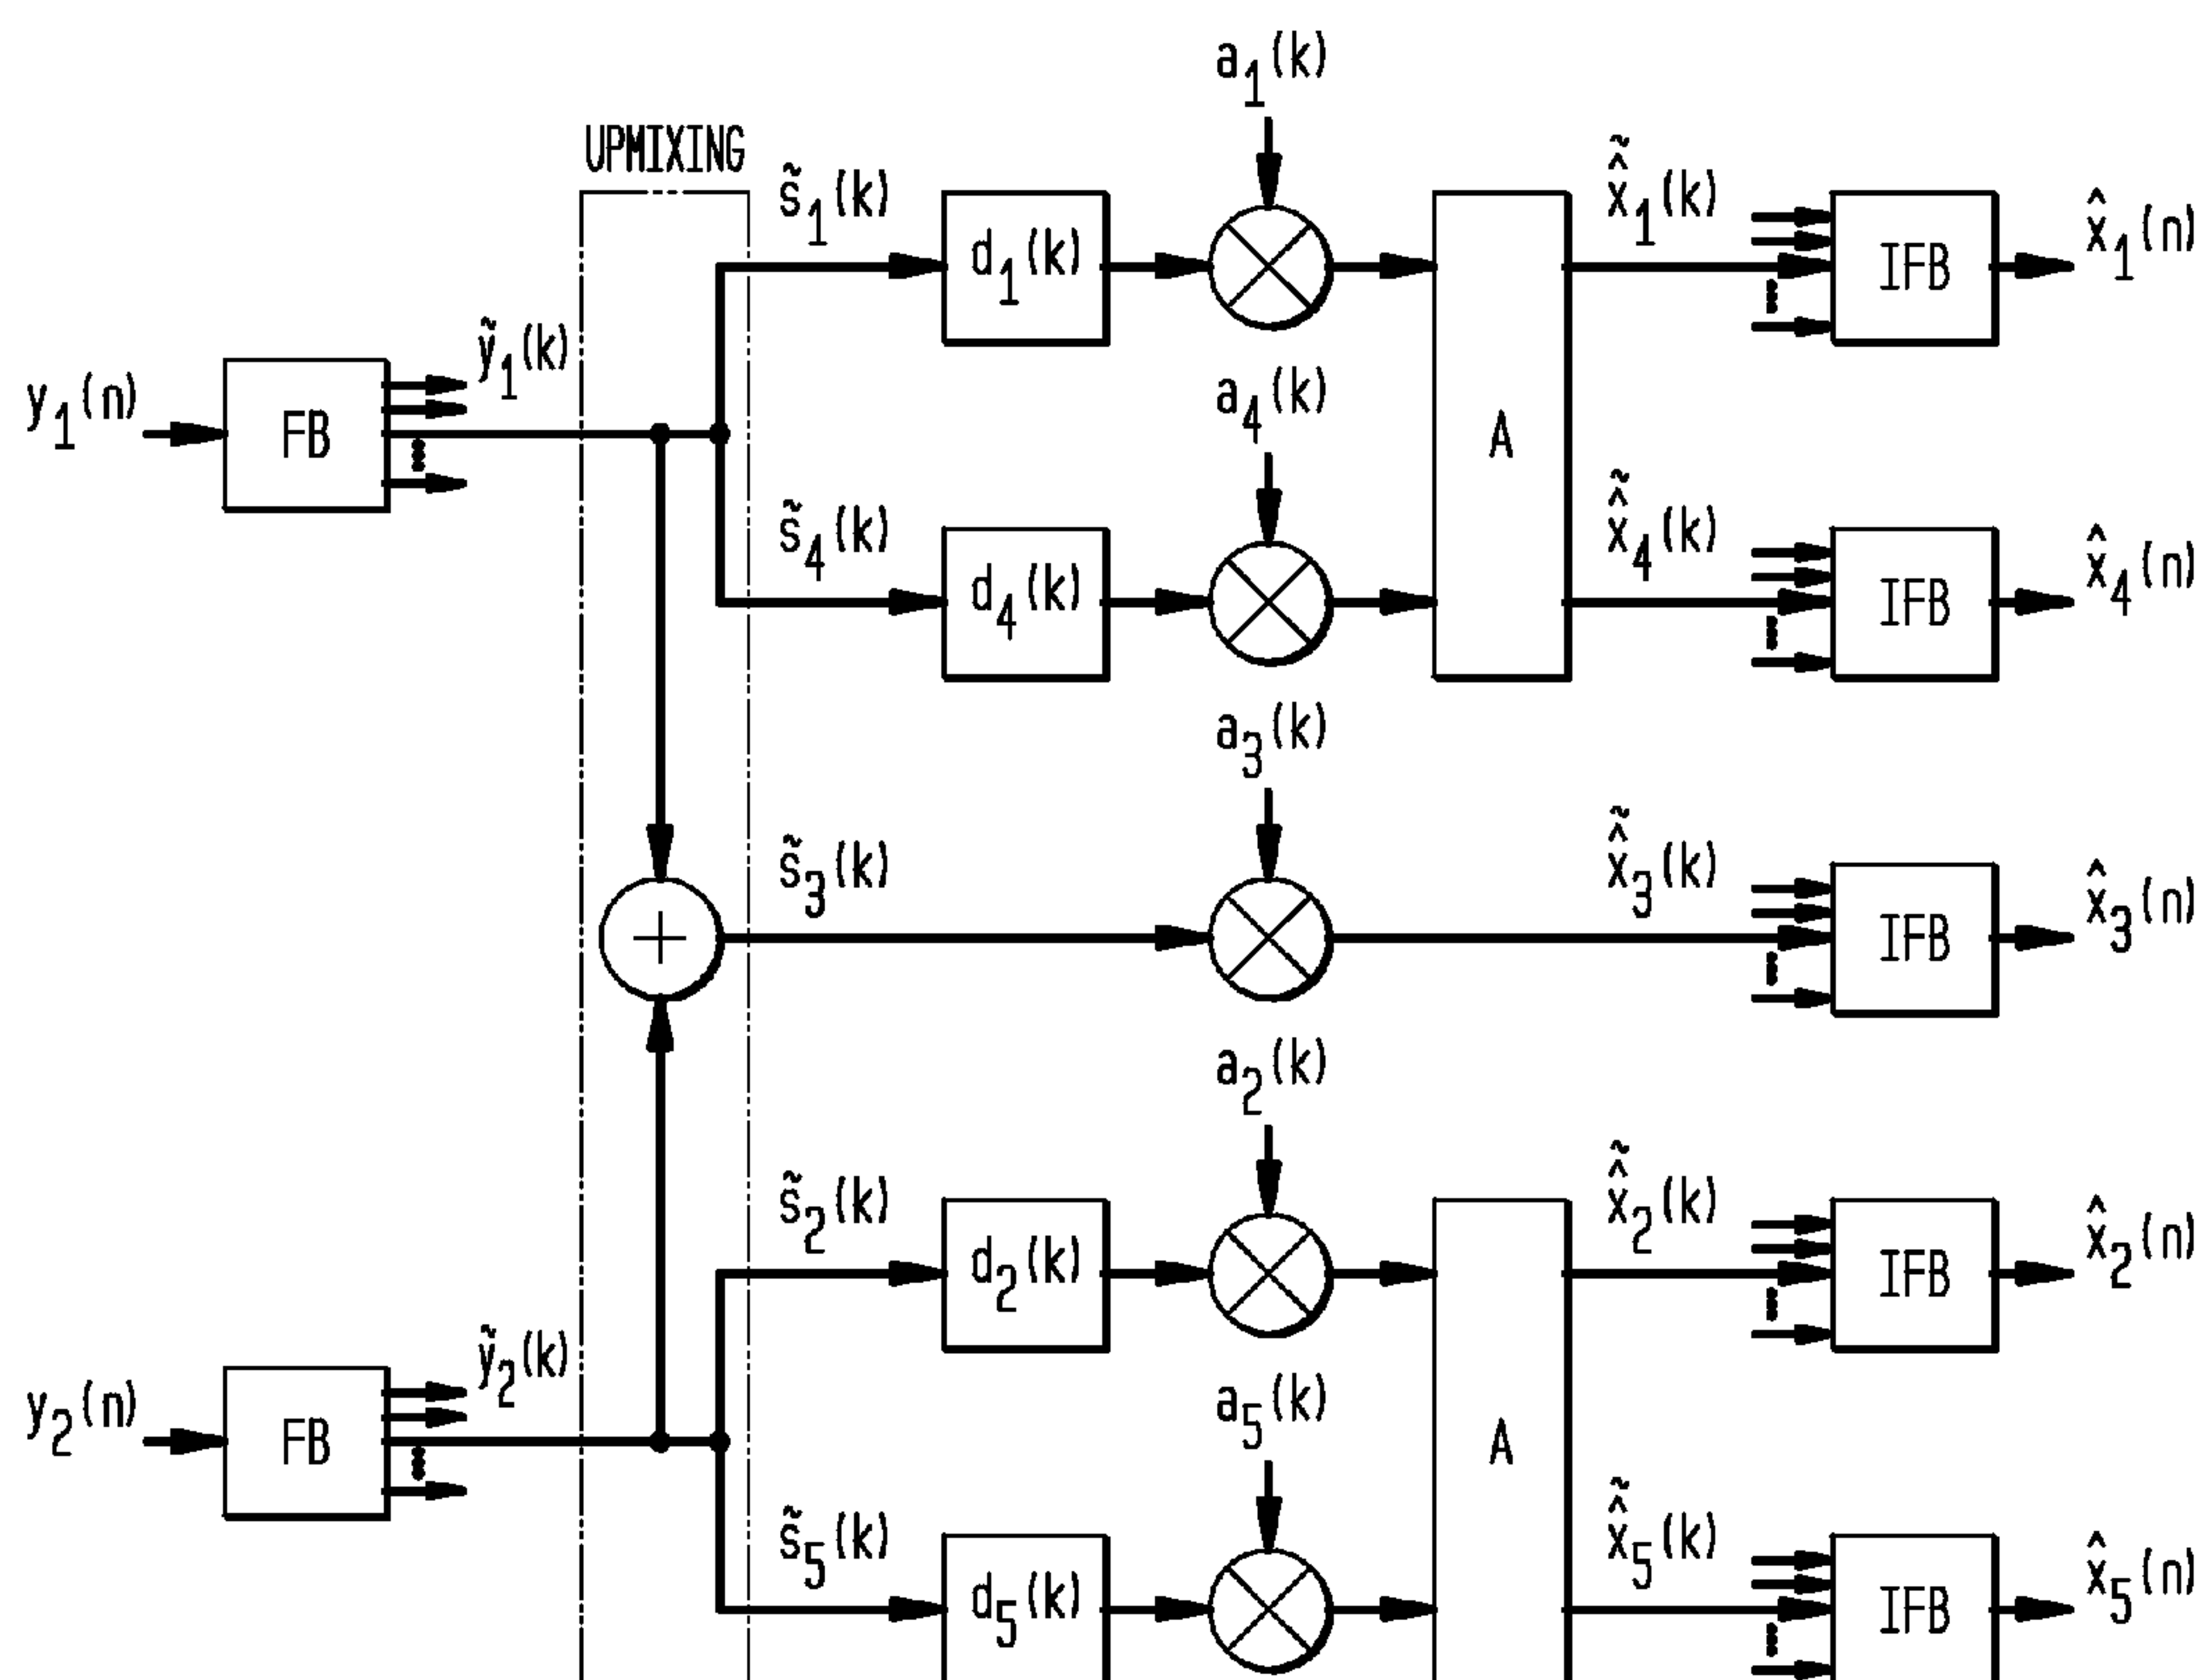 a₁(k)
UPMIXING
s̃₁(k)
d₁(k)
x̂̃₁(k)
IFB
x̂₁(n)
y₁(n)
FB
ỹ₁(k)
a₄(k)
A
s̃₄(k)
d₄(k)
x̂̃₄(k)
IFB
x̂₄(n)
a₃(k)
s̃₃(k)
x̂̃₃(k)
IFB
x̂₃(n)
a₂(k)
s̃₂(k)
d₂(k)
x̂̃₂(k)
IFB
x̂₂(n)
y₂(n)
FB
ỹ₂(k)
a₅(k)
A
s̃₅(k)
d₅(k)
x̂̃₅(k)
IFB
x̂₅(n)